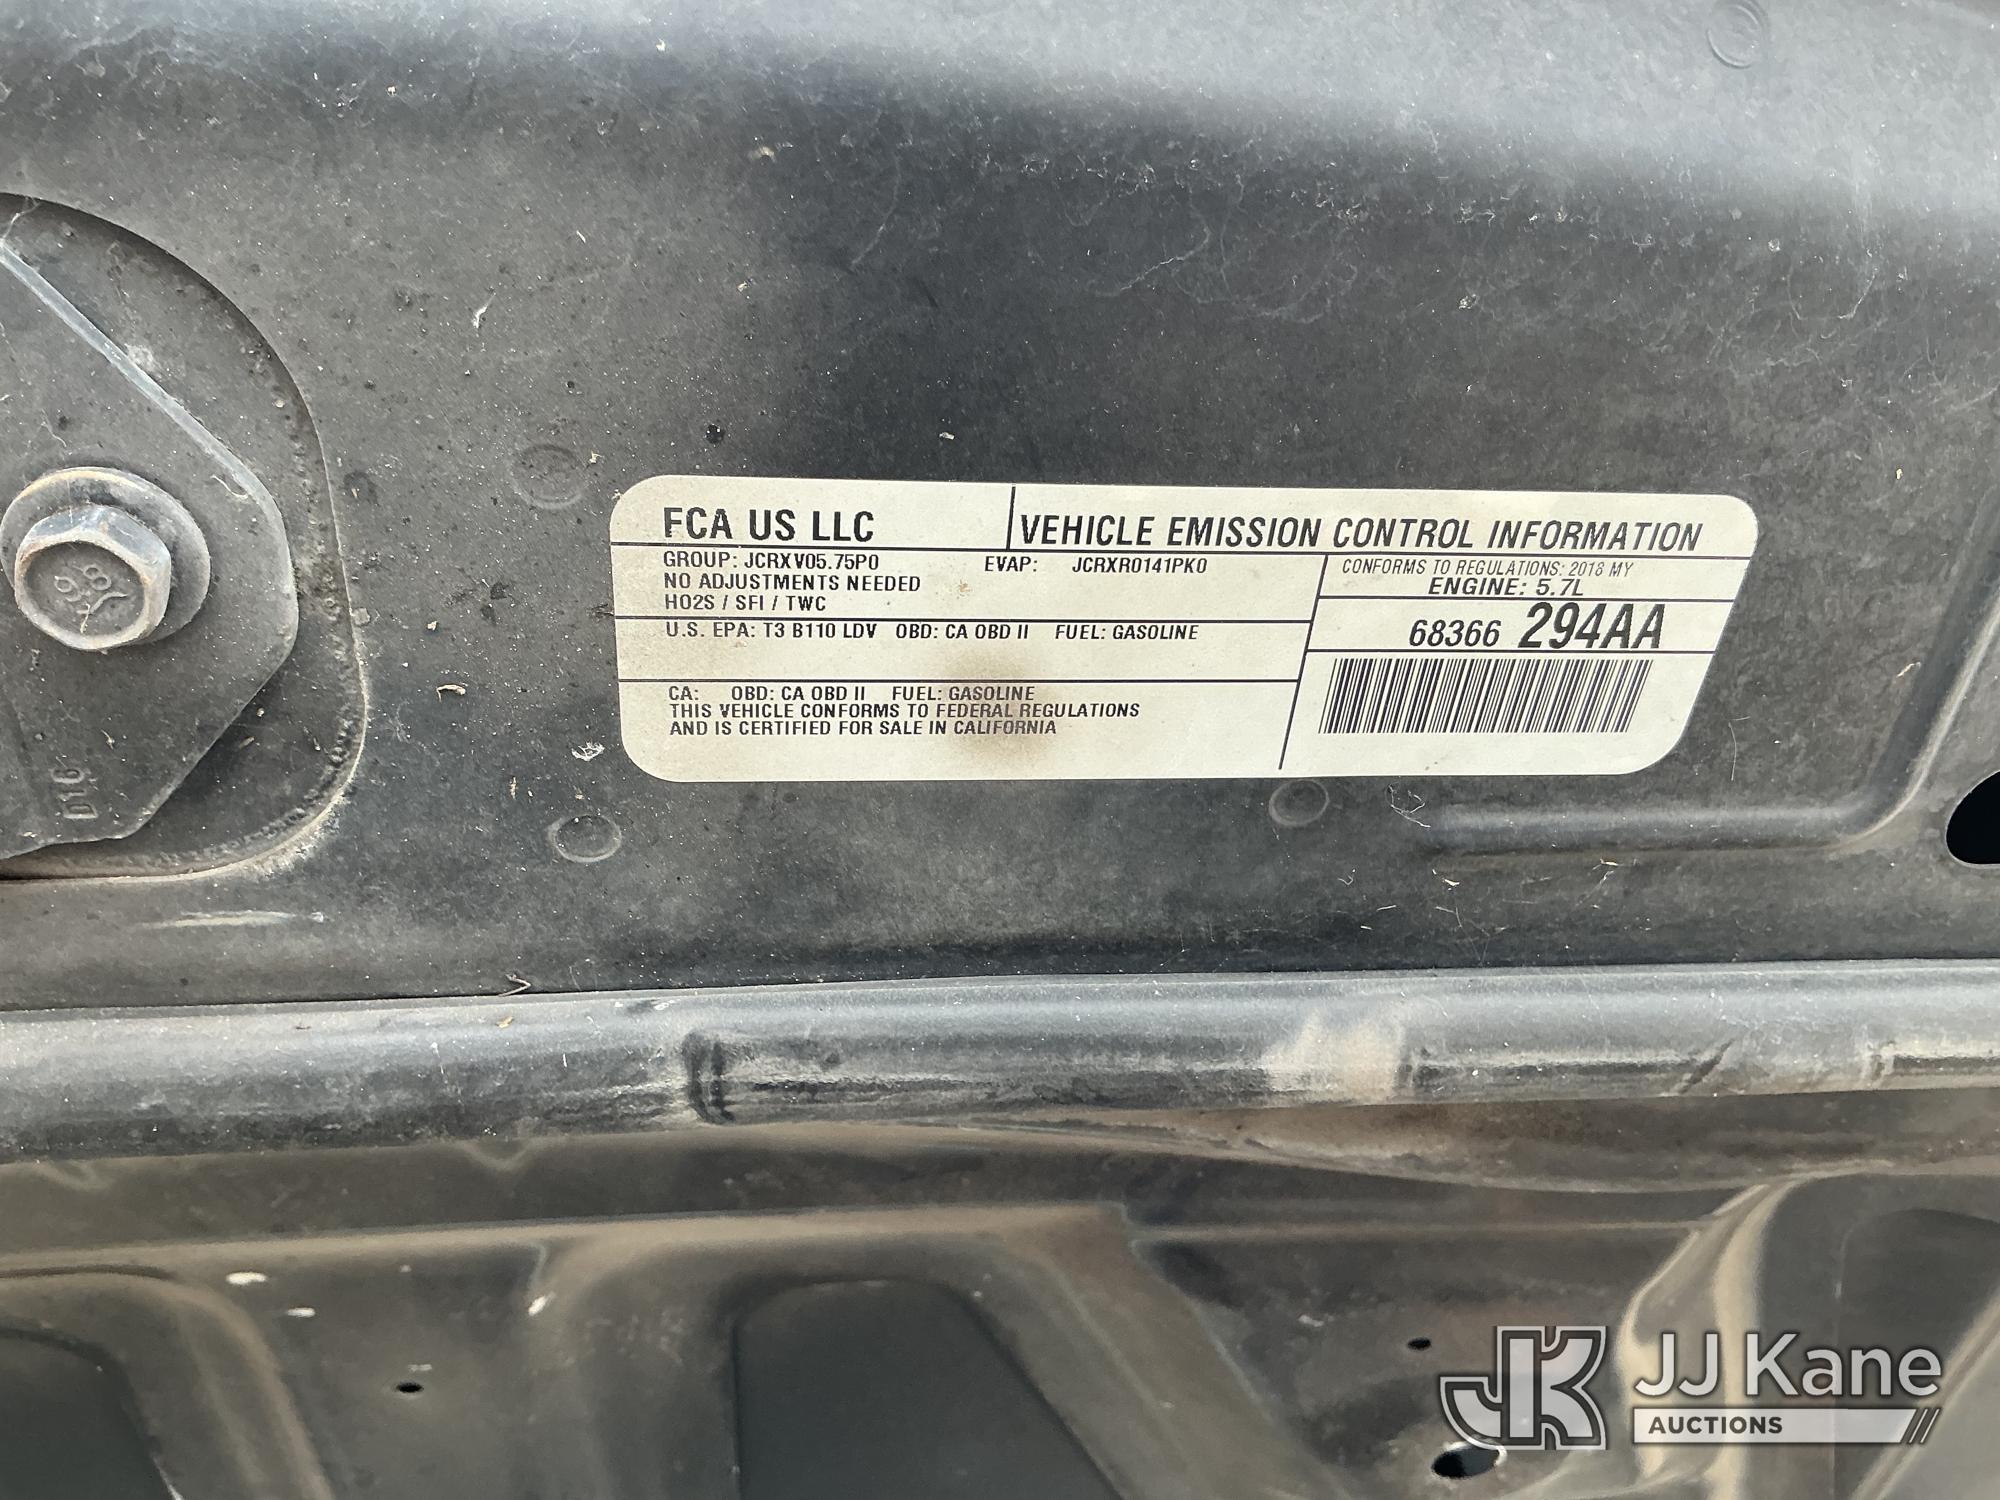 FCA US LLC
VEHICLE EMISSION CONTROL INFORMATION
GROUP: JCRXV05.75P0 EVAP: JCRXR0141PK0
NO ADJUSTMENTS NEEDED
HO2S / SFI / TWC
CONFORMS TO REGULATIONS: 2018 MY
ENGINE: 5.7L
U.S. EPA: T3 B110 LDV OBD: CA OBD II FUEL: GASOLINE
68366 294AA
CA: OBD: CA OBD II FUEL: GASOLINE
THIS VEHICLE CONFORMS TO FEDERAL REGULATIONS
AND IS CERTIFIED FOR SALE IN CALIFORNIA
D16
JJ Kane
AUCTIONS